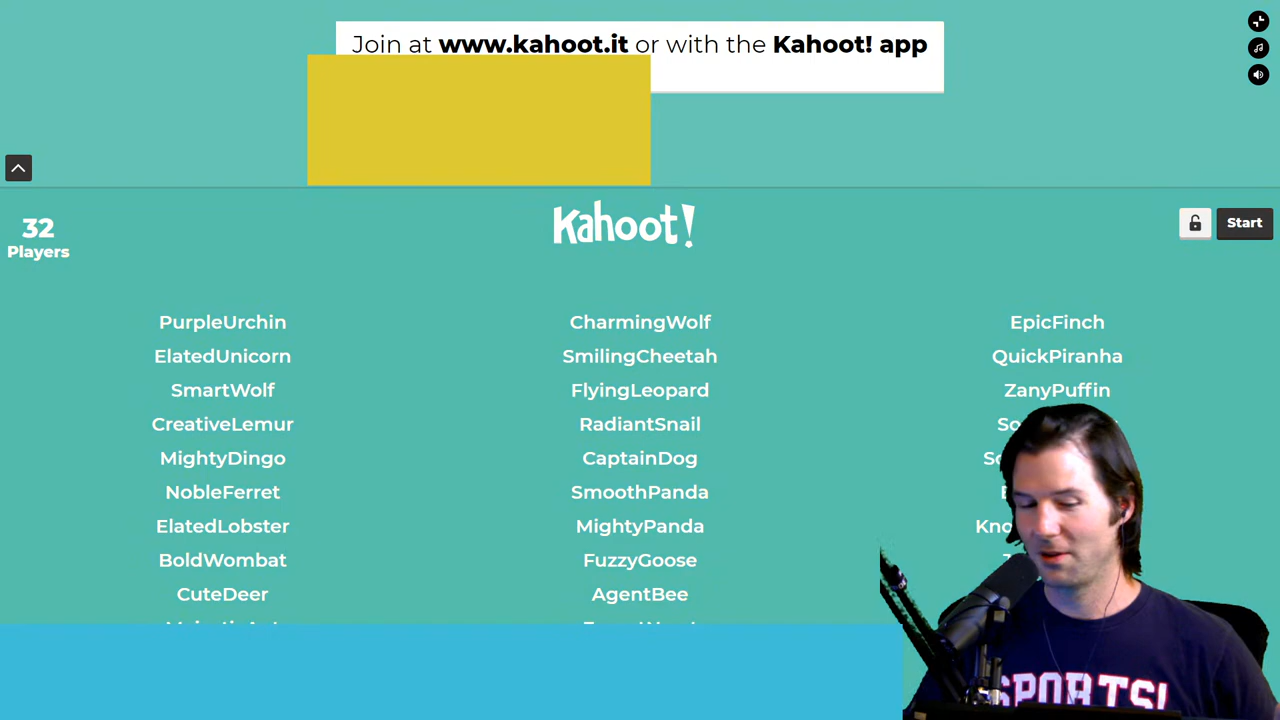 Join at www.kahoot.it or with the Kahoot! app
32
Players
Kahoot!
Start
PurpleUrchin CharmingWolf EpicFinch
ElatedUnicorn SmilingCheetah QuickPiranha
SmartWolf FlyingLeopard ZanyPuffin
CreativeLemur RadiantSnail
MightyDingo CaptainDog
NobleFerret SmoothPanda
ElatedLobster MightyPanda
BoldWombat FuzzyGoose
CuteDeer AgentBee
SPORTS!